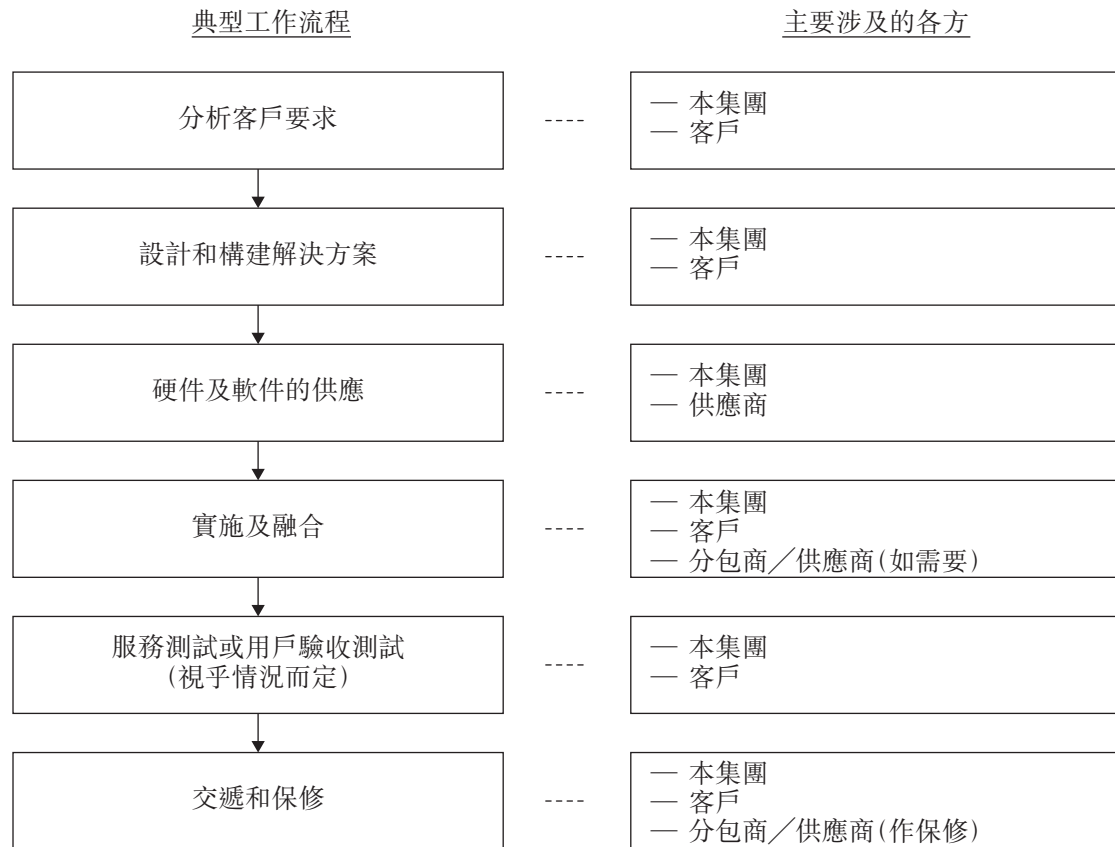 典型工作流程
主要涉及的各方
分析客戶要求
— 本集團
— 客戶
設計和構建解決方案
— 本集團
— 客戶
硬件及軟件的供應
— 本集團
— 供應商
實施及融合
— 本集團
— 客戶
— 分包商／供應商(如需要)
服務測試或用戶驗收測試
(視乎情況而定)
— 本集團
— 客戶
交遞和保修
— 本集團
— 客戶
— 分包商／供應商(作保修)